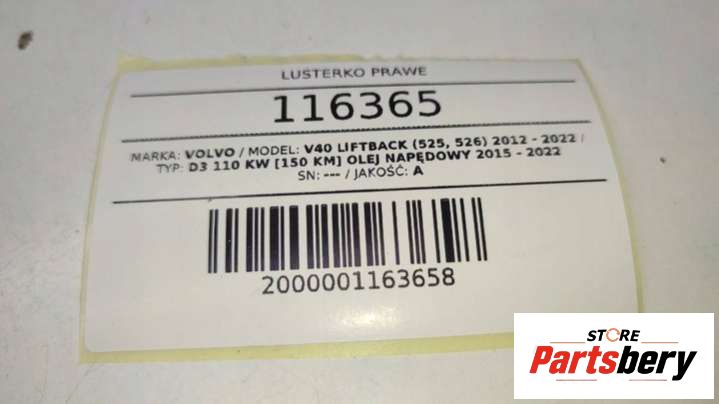 LUSTERKO PRAWE
116365
MARKA: VOLVO / MODEL: V40 LIFTBACK (525, 526) 2012 - 2022 /
TYP: D3 110 KW [150 KM] OLEJ NAPĘDOWY 2015 - 2022
SN: --- / JAKOŚĆ: A
2000001163658
STORE
Partsbery